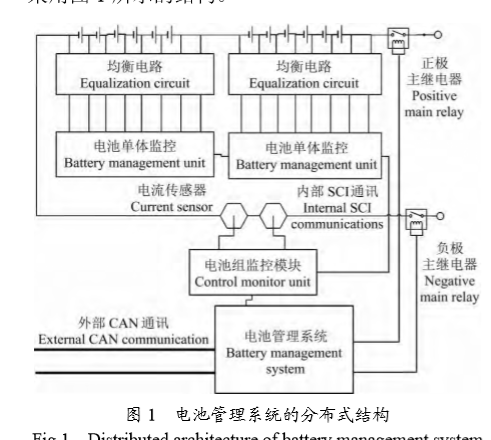 均衡电路
Equalization circuit
均衡电路
Equalization circuit
正极
主继电器
Positive
main relay
电池单体监控
Battery management unit
电池单体监控
Battery management unit
电流传感器
Current sensor
内部 SCI通讯
Internal SCI
communications
电池组监控模块
Control monitor unit
负极
主继电器
Negative
main relay
外部 CAN 通讯
External CAN communication
电池管理系统
Battery management
system
图 1 电池管理系统的分布式结构
Fig.1 Distributed architecture of battery management system